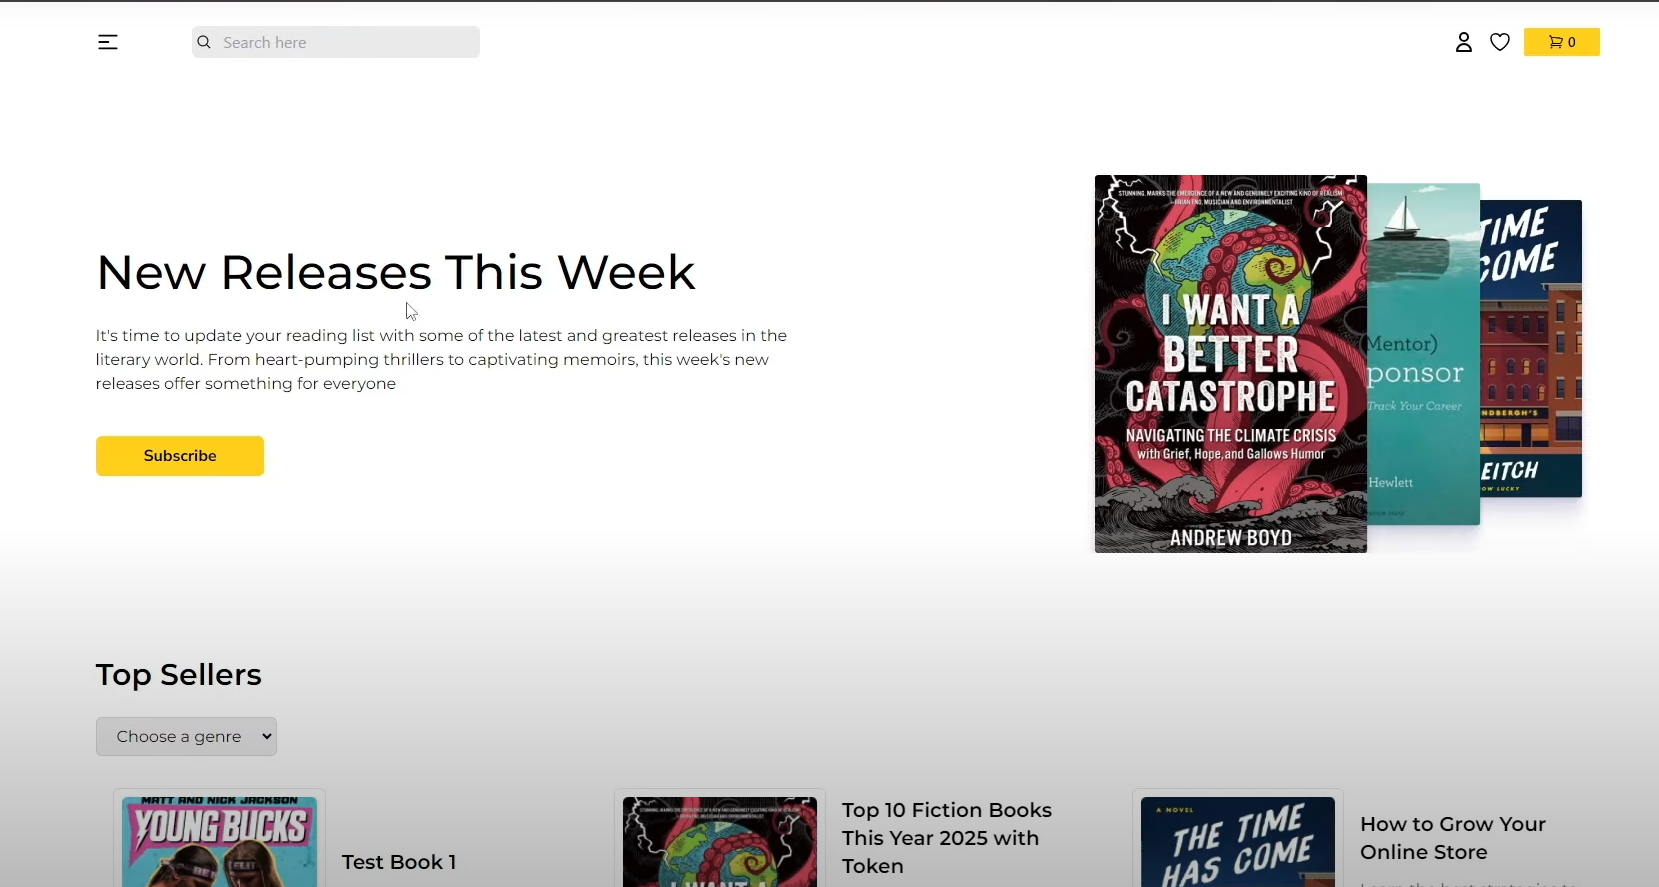 Search here
0
New Releases This Week
It's time to update your reading list with some of the latest and greatest releases in the
literary world. From heart-pumping thrillers to captivating memoirs, this week's new
releases offer something for everyone
Subscribe
STUNNING. MARKS THE EMERGENCE OF A NEW AND GENUINELY EXCITING KIND OF REALISM
—BRIAN ENO, MUSICIAN AND ENVIRONMENTALIST
I WANT A
BETTER
CATASTROPHE
NAVIGATING THE CLIMATE CRISIS
with Grief, Hope, and Gallows Humor
ANDREW BOYD
(Mentor)
ponsor
Track Your Career
Hewlett
TIME
COME
NDBERGH'S
EITCH
OW LUCKY
Top Sellers
Choose a genre
MATT AND NICK JACKSON
YOUNG BUCKS
Test Book 1
I WANT A
Top 10 Fiction Books
This Year 2025 with
Token
A NOVEL
THE TIME
HAS COME
How to Grow Your
Online Store